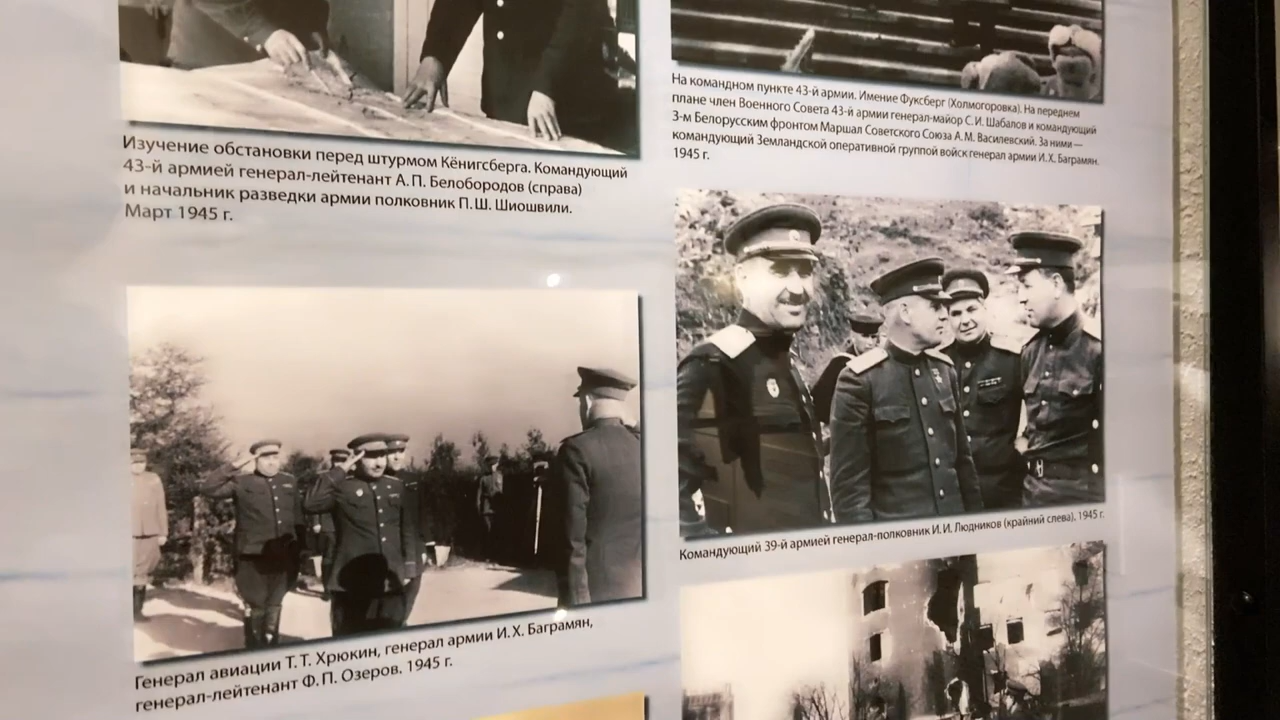 Изучение обстановки перед штурмом Кёнигсберга. Командующий
43-й армией генерал-лейтенант А. П. Белобородов (справа)
и начальник разведки армии полковник П. Ш. Шиошвили.
Март 1945 г.
На командном пункте 43-й армии. Имение Фуксберг (Холмогоровка). На переднем
плане член Военного Совета 43-й армии генерал-майор С. И. Шабалов и командующий
3-м Белорусским фронтом Маршал Советского Союза А. М. Василевский. За ними —
командующий Земландской оперативной группой войск генерал армии И. Х. Баграмян.
1945 г.
Генерал авиации Т. Т. Хрюкин, генерал армии И. Х. Баграмян,
генерал-лейтенант Ф. П. Озеров. 1945 г.
Командующий 39-й армией генерал-полковник И. И. Людников (крайний слева). 1945 г.